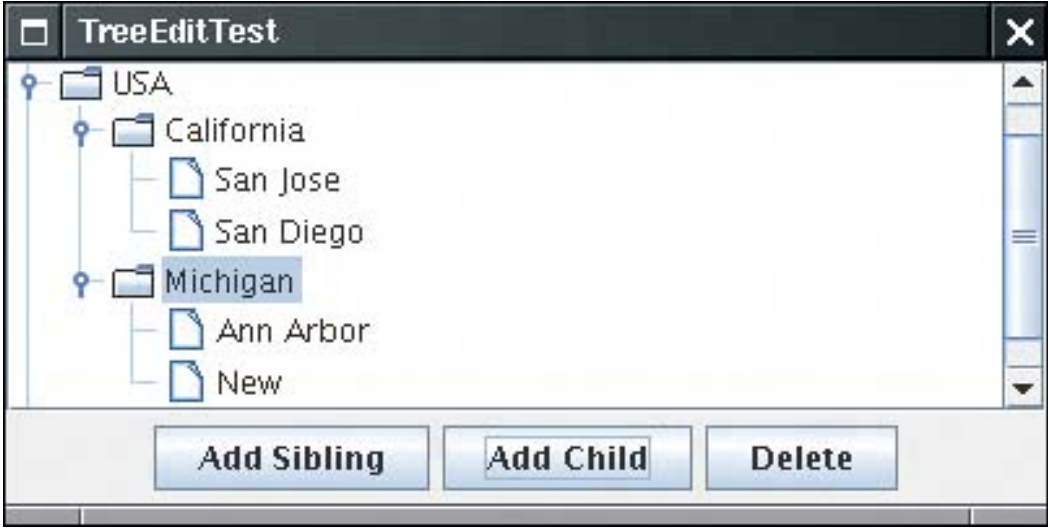 TreeEditTest
USA
California
San Jose
San Diego
Michigan
Ann Arbor
New
Add Sibling Add Child Delete